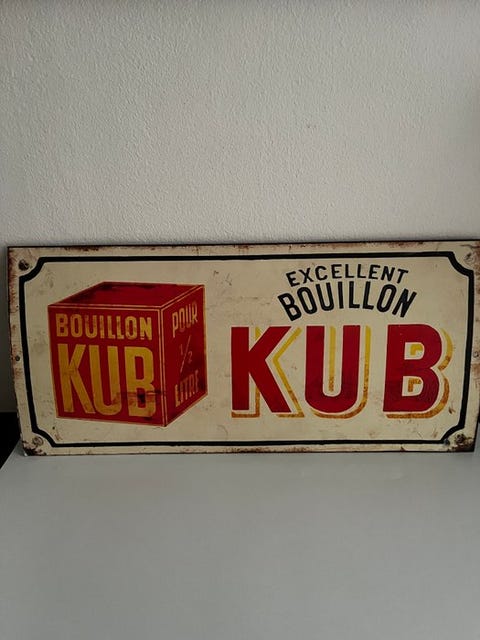 BOUILLON
KUB
POUR
1/2
LITRE
EXCELLENT
BOUILLON
KUB